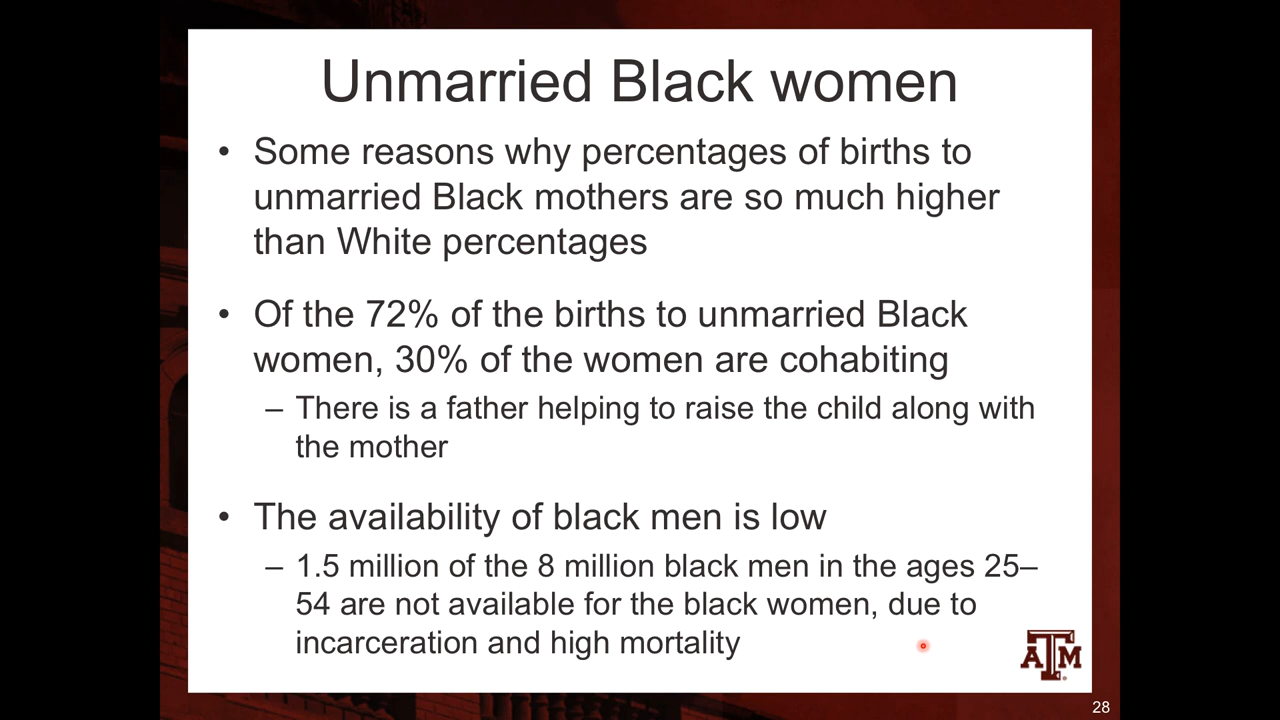 Unmarried Black women
• Some reasons why percentages of births to
unmarried Black mothers are so much higher
than White percentages
• Of the 72% of the births to unmarried Black
women, 30% of the women are cohabiting
– There is a father helping to raise the child along with
the mother
• The availability of black men is low
– 1.5 million of the 8 million black men in the ages 25–
54 are not available for the black women, due to
incarceration and high mortality
ATM
28